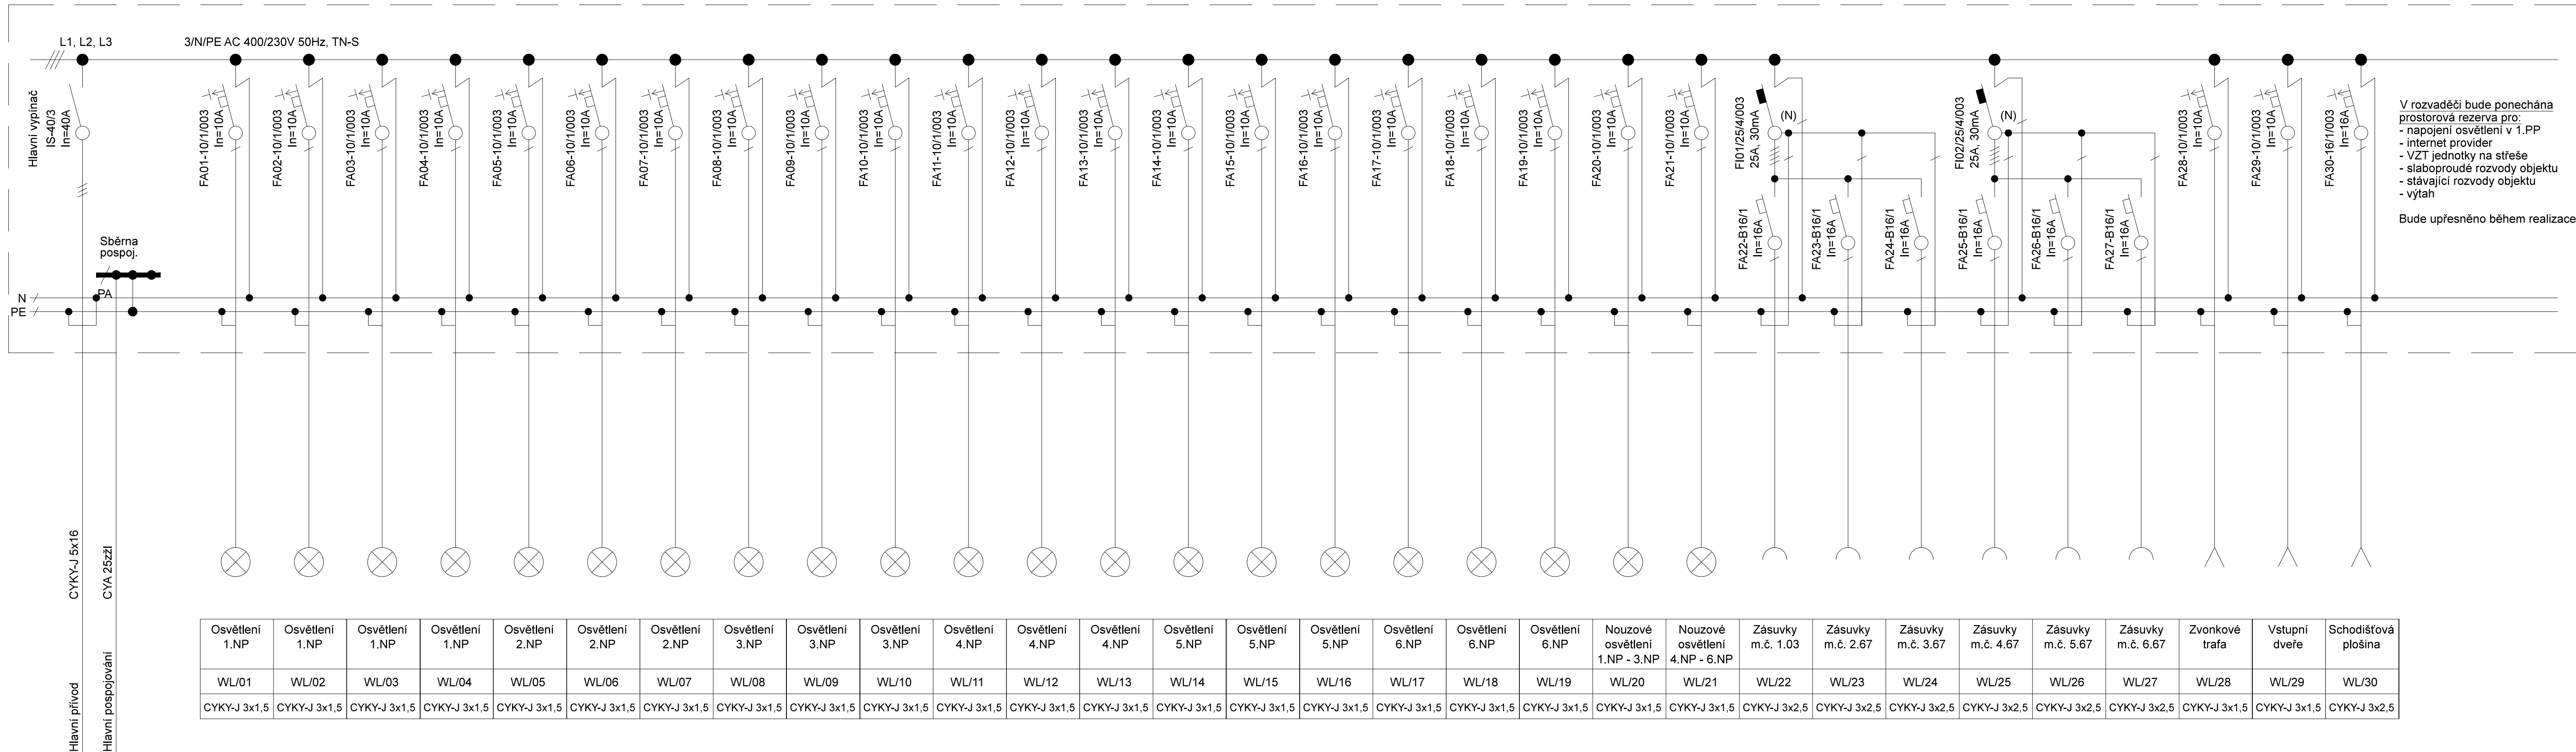 L1, L2, L3
3/N/PE AC 400/230V 50Hz, TN-S
Hlavní vypínač
IS-40/3
In=40A
FA01-10/1/003
In=10A
FA02-10/1/003
In=10A
FA03-10/1/003
In=10A
FA04-10/1/003
In=10A
FA05-10/1/003
In=10A
FA06-10/1/003
In=10A
FA07-10/1/003
In=10A
FA08-10/1/003
In=10A
FA09-10/1/003
In=10A
FA10-10/1/003
In=10A
FA11-10/1/003
In=10A
FA12-10/1/003
In=10A
FA13-10/1/003
In=10A
FA14-10/1/003
In=10A
FA15-10/1/003
In=10A
FA16-10/1/003
In=10A
FA17-10/1/003
In=10A
FA18-10/1/003
In=10A
FA19-10/1/003
In=10A
FA20-10/1/003
In=10A
FA21-10/1/003
In=10A
FI01/25/4/003
25A, 30mA
(N)
FA22-B16/1
In=16A
FA23-B16/1
In=16A
FA24-B16/1
In=16A
FI02/25/4/003
25A, 30mA
(N)
FA25-B16/1
In=16A
FA26-B16/1
In=16A
FA27-B16/1
In=16A
FA28-10/1/003
In=10A
FA29-10/1/003
In=10A
FA30-16/1/003
In=16A
V rozvaděči bude ponechána
prostorová rezerva pro:
- napojení osvětlení v 1.PP
- internet provider
- VZT jednotky na střeše
- slaboproudé rozvody objektu
- stávající rozvody objektu
- výtah
Bude upřesněno během realizace
Sběrna
pospoj.
PA
N
PE
CYKY-J 5x16
Hlavní přívod
CYA 25zžl
Hlavní pospojování
Osvětlení
1.NP
Osvětlení
1.NP
Osvětlení
1.NP
Osvětlení
1.NP
Osvětlení
2.NP
Osvětlení
2.NP
Osvětlení
2.NP
Osvětlení
3.NP
Osvětlení
3.NP
Osvětlení
3.NP
Osvětlení
4.NP
Osvětlení
4.NP
Osvětlení
4.NP
Osvětlení
5.NP
Osvětlení
5.NP
Osvětlení
5.NP
Osvětlení
6.NP
Osvětlení
6.NP
Osvětlení
6.NP
Nouzové
osvětlení
1.NP - 3.NP
Nouzové
osvětlení
4.NP - 6.NP
Zásuvky
m.č. 1.03
Zásuvky
m.č. 2.67
Zásuvky
m.č. 3.67
Zásuvky
m.č. 4.67
Zásuvky
m.č. 5.67
Zásuvky
m.č. 6.67
Zvonkové
trafa
Vstupní
dveře
Schodišťová
plošina
WL/01 WL/02 WL/03 WL/04 WL/05 WL/06 WL/07 WL/08 WL/09 WL/10 WL/11 WL/12 WL/13 WL/14 WL/15 WL/16 WL/17 WL/18 WL/19 WL/20 WL/21 WL/22 WL/23 WL/24 WL/25 WL/26 WL/27 WL/28 WL/29 WL/30
CYKY-J 3x1,5 CYKY-J 3x1,5 CYKY-J 3x1,5 CYKY-J 3x1,5 CYKY-J 3x1,5 CYKY-J 3x1,5 CYKY-J 3x1,5 CYKY-J 3x1,5 CYKY-J 3x1,5 CYKY-J 3x1,5 CYKY-J 3x1,5 CYKY-J 3x1,5 CYKY-J 3x1,5 CYKY-J 3x1,5 CYKY-J 3x1,5 CYKY-J 3x1,5 CYKY-J 3x1,5 CYKY-J 3x1,5 CYKY-J 3x1,5 CYKY-J 3x1,5 CYKY-J 3x1,5 CYKY-J 3x2,5 CYKY-J 3x2,5 CYKY-J 3x2,5 CYKY-J 3x2,5 CYKY-J 3x2,5 CYKY-J 3x2,5 CYKY-J 3x1,5 CYKY-J 3x1,5 CYKY-J 3x2,5